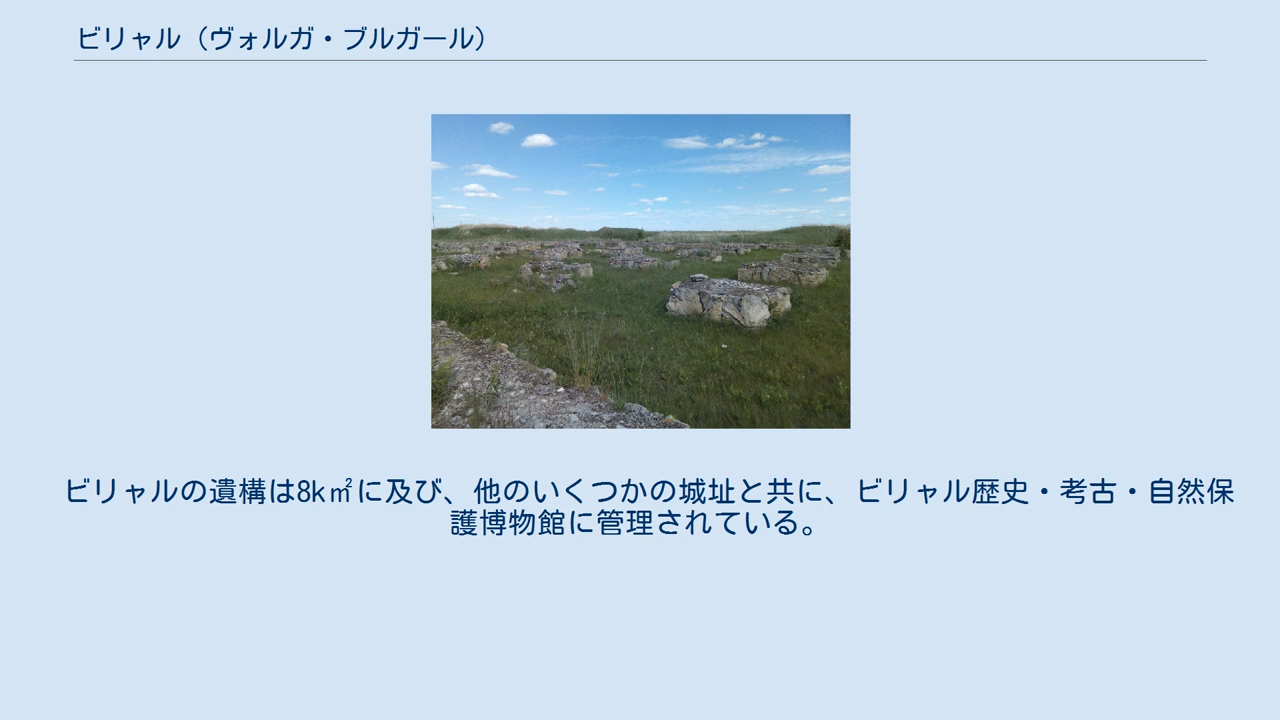 ビリャル（ヴォルガ・ブルガール）
ビリャルの遺構は8k㎡に及び、他のいくつかの城址と共に、ビリャル歴史・考古・自然保
護博物館に管理されている。